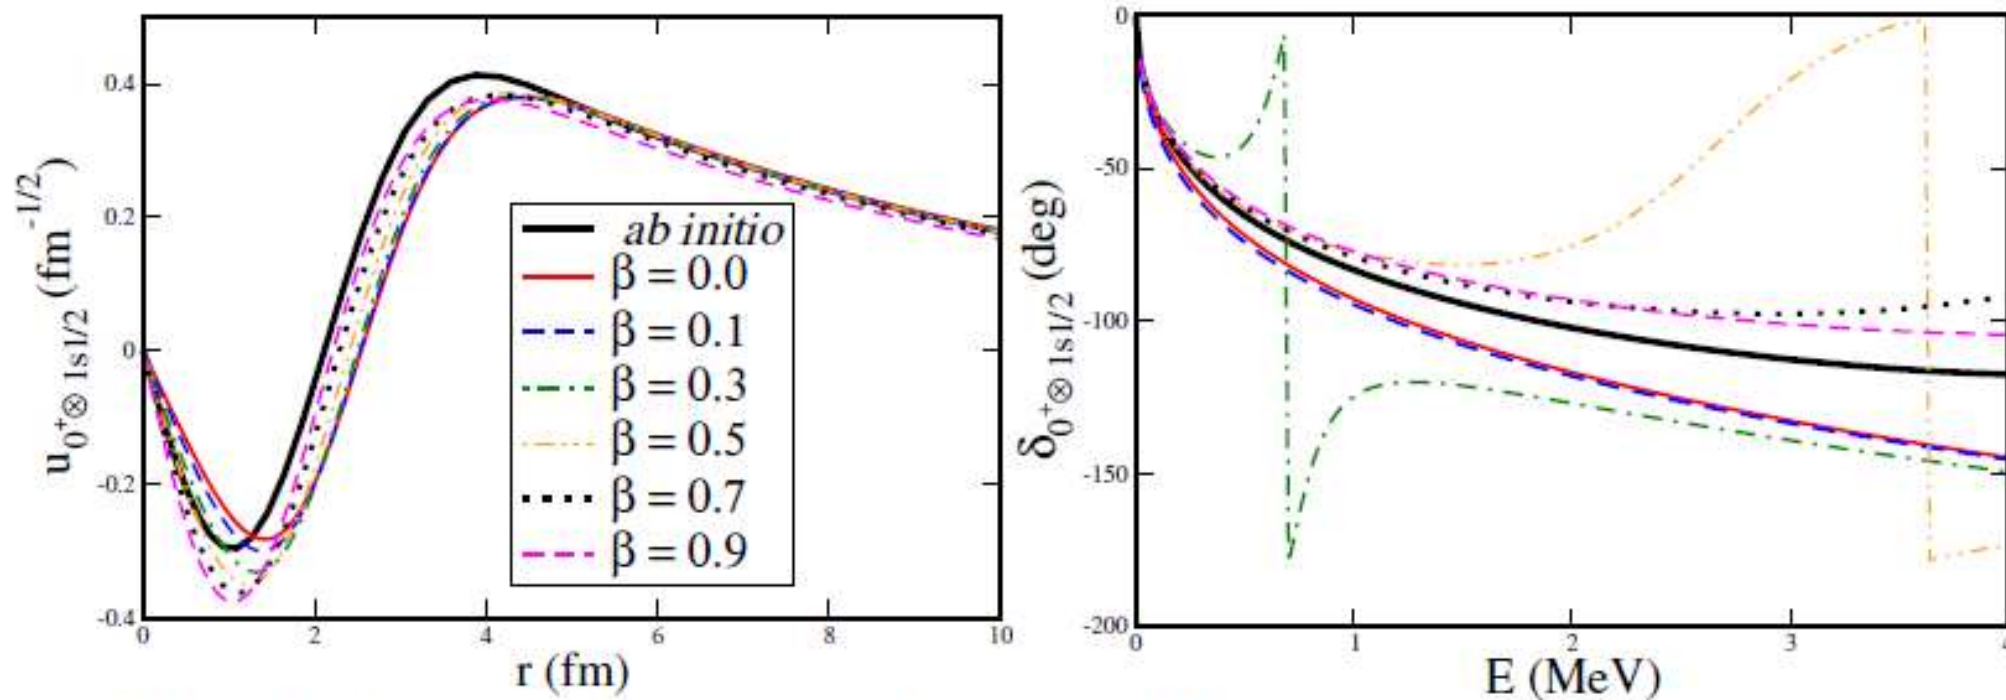 u0+⊗1s1/2 (fm-1/2)
0.4
0.2
0
-0.2
-0.4
0 2 4 6 8 10
r (fm)
ab initio
β = 0.0
β = 0.1
β = 0.3
β = 0.5
β = 0.7
β = 0.9
δ0+⊗1s1/2 (deg)
0
-50
-100
-150
-200
0 1 2 3 4
E (MeV)